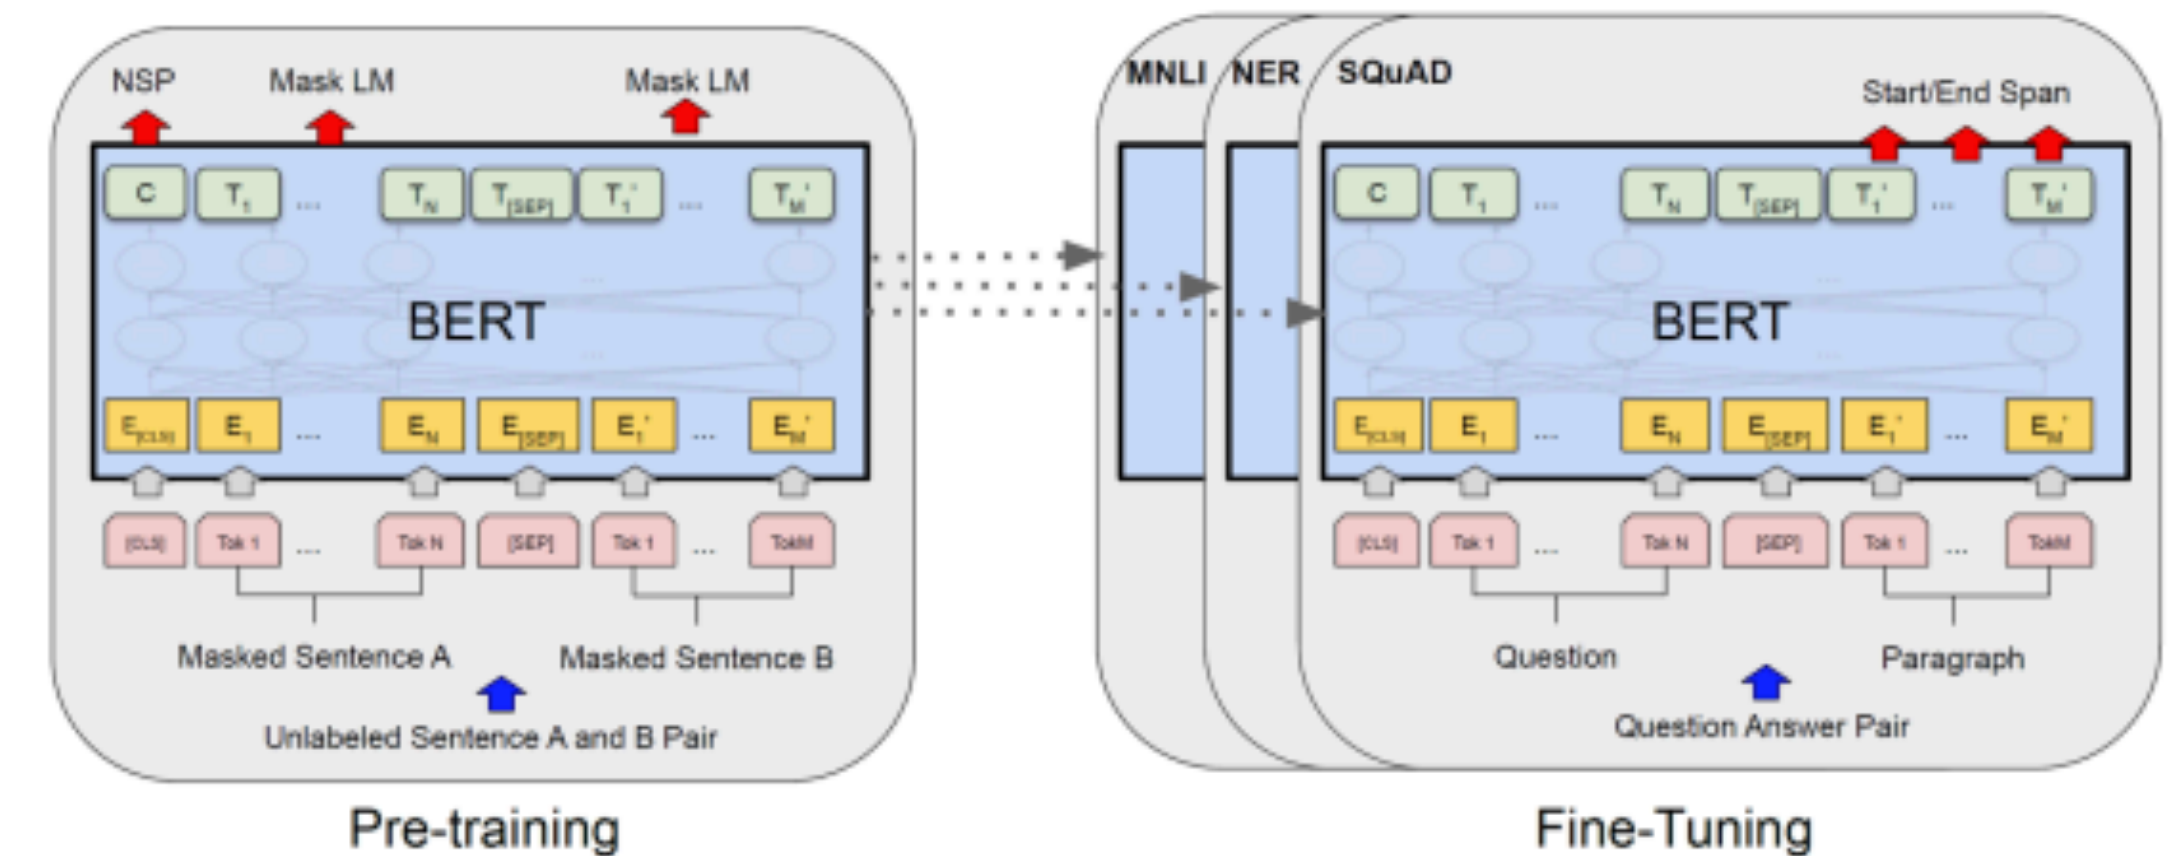 NSP Mask LM Mask LM
C T1 ... TN T[SEP] T1' ... TM'
BERT
E[CLS] E1 ... EN E[SEP] E1' ... EM'
[CLS] Tok 1 ... Tok N [SEP] Tok 1 ... TokM
Masked Sentence A Masked Sentence B
Unlabeled Sentence A and B Pair
Pre-training
MNLI NER SQuAD
Start/End Span
C T1 ... TN T[SEP] T1' ... TM'
BERT
E[CLS] E1 ... EN E[SEP] E1' ... EM'
[CLS] Tok 1 ... Tok N [SEP] Tok 1 ... TokM
Question Paragraph
Question Answer Pair
Fine-Tuning